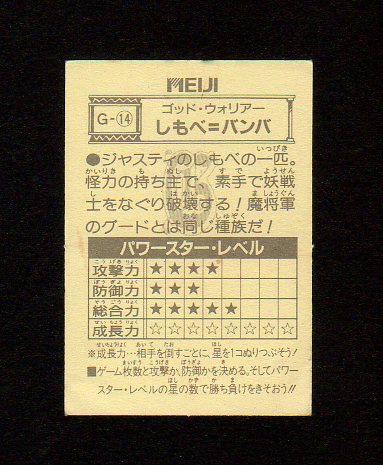 MEIJI
G-⑭
ゴッド・ウォリアー
しもべ=バンバ
●ジャスティのしもべの一匹。
怪力の持ち主で、素手で妖戦
士をなぐり破壊する!魔将軍
のグードとは同じ種族だ!
パワースター・レベル
攻撃力 ★★★★
防御力 ★★★
総合力 ★★★★★
成長力 ☆☆☆☆☆☆☆☆☆☆
※成長力…相手を倒すごとに、星を1コぬりつぶそう!
■ゲーム枚数と攻撃か、防御かを決める。そしてパワー
スター・レベルの星の数で勝ち負けをきそおう!!